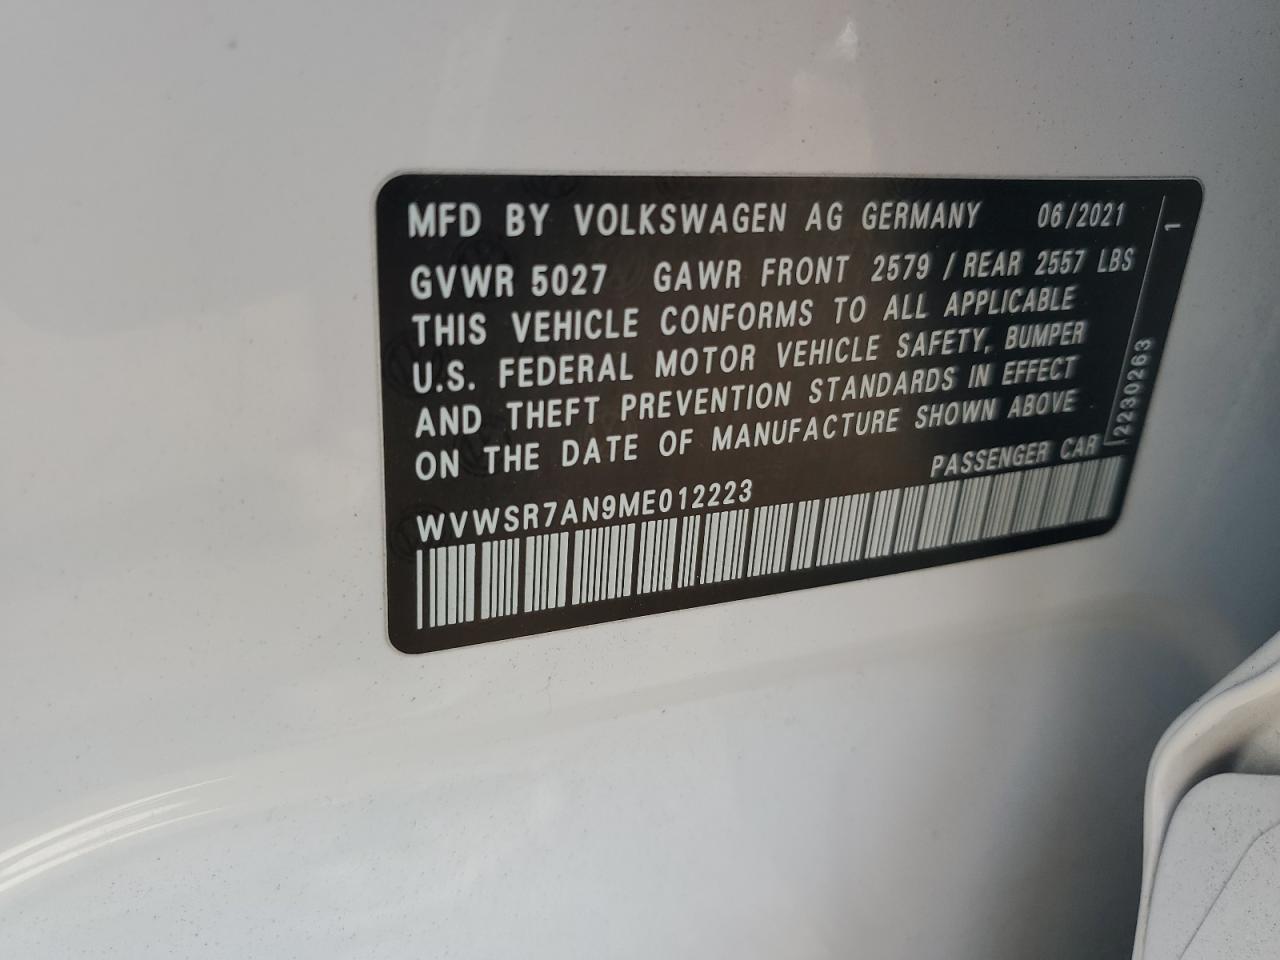 MFD BY VOLKSWAGEN AG GERMANY 06/2021
GVWR 5027 GAWR FRONT 2579 / REAR 2557 LBS
THIS VEHICLE CONFORMS TO ALL APPLICABLE
U.S. FEDERAL MOTOR VEHICLE SAFETY, BUMPER
AND THEFT PREVENTION STANDARDS IN EFFECT
ON THE DATE OF MANUFACTURE SHOWN ABOVE
PASSENGER CAR
WVWSR7AN9ME012223
2230263
1